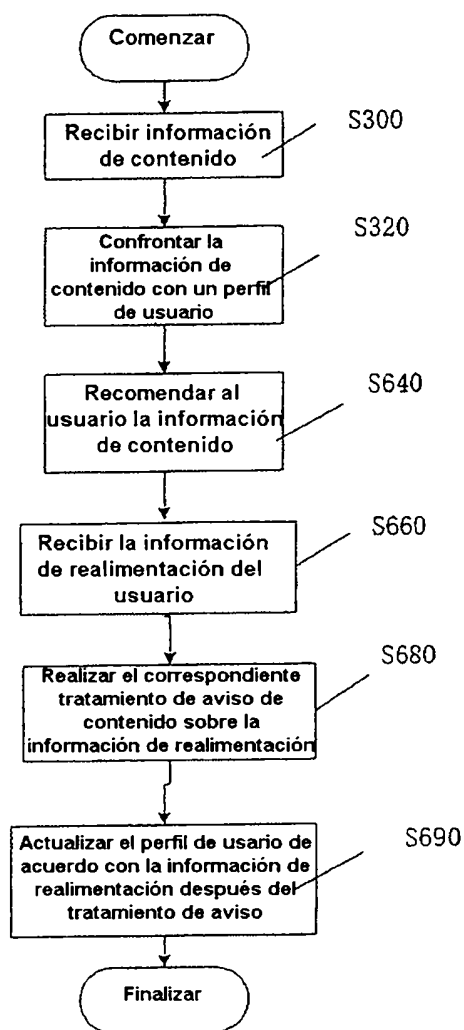 Comenzar
Recibir información
de contenido
S300
Confrontar la
información de
contenido con un perfil
de usuario
S320
Recomendar al
usuario la información
de contenido
S640
Recibir la información
de realimentación del
usuario
S660
Realizar el correspondiente
tratamiento de aviso de
contenido sobre la
información de realimentación
S680
Actualizar el perfil de usario de
acuerdo con la información de
realimentación después del
tratamiento de aviso
S690
Finalizar